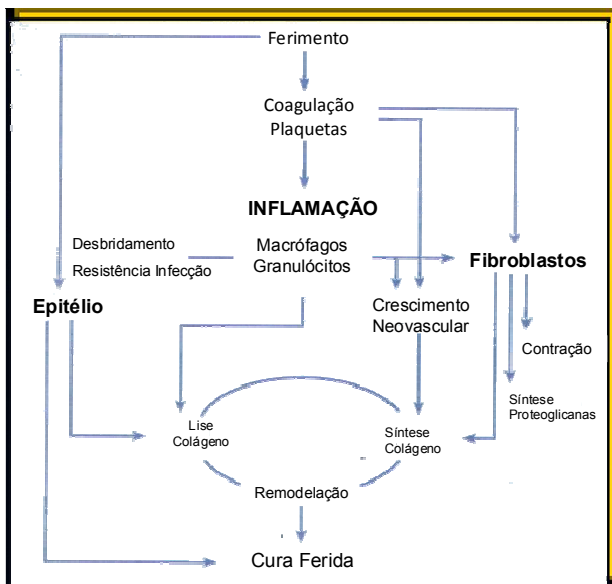 Ferimento
Coagulação
Plaquetas
INFLAMAÇÃO
Desbridamento
Resistência Infecção
Macrófagos
Granulócitos
Fibroblastos
Epitélio
Crescimento
Neovascular
Contração
Síntese
Proteoglicanas
Lise
Colágeno
Síntese
Colágeno
Remodelação
Cura Ferida